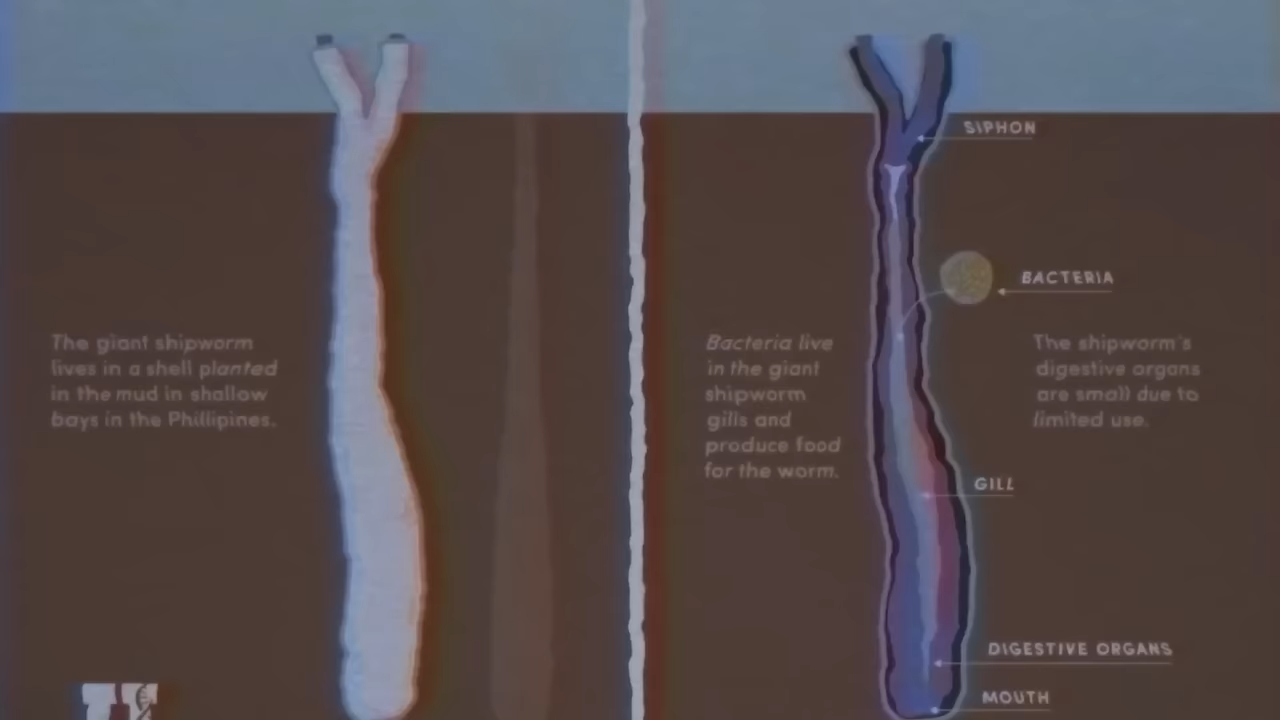 The giant shipworm
lives in a shell planted
in the mud in shallow
bays in the Phillipines.
SIPHON
BACTERIA
Bacteria live
in the giant
shipworm
gills and
produce food
for the worm.
The shipworm's
digestive organs
are small due to
limited use.
GILL
DIGESTIVE ORGANS
MOUTH